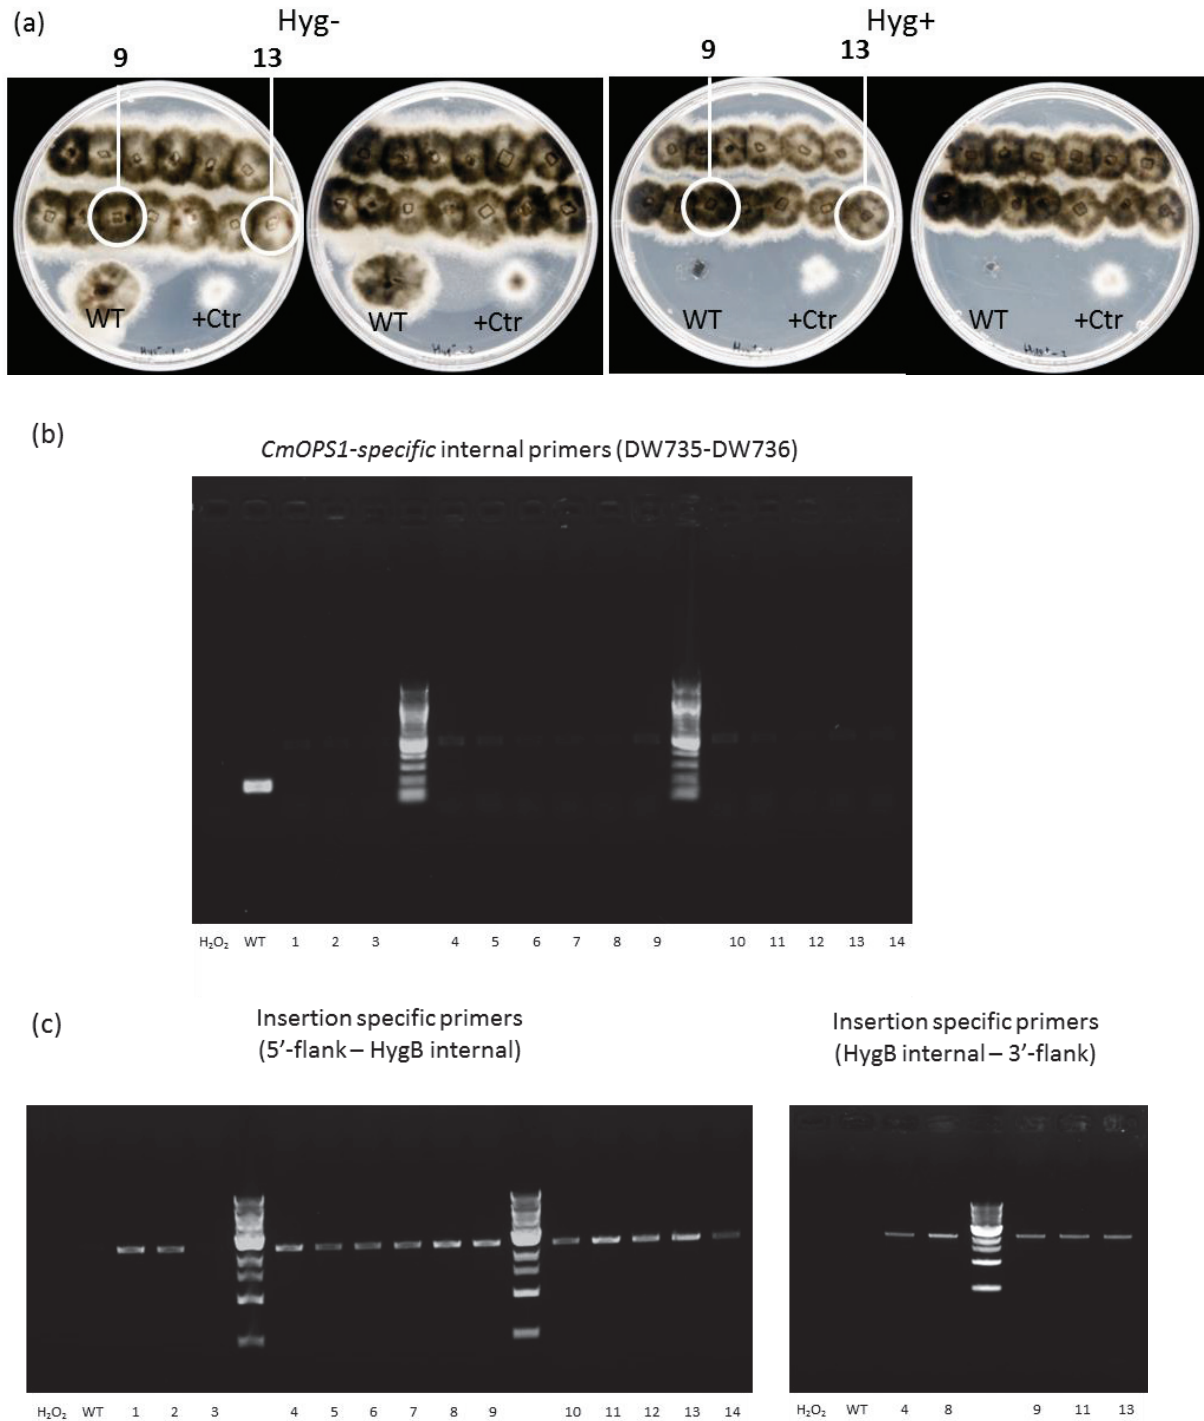 (a)
Hyg- Hyg+
9 13 9 13
WT +Ctr WT +Ctr WT +Ctr WT +Ctr
(b)
CmOPS1-specific internal primers (DW735-DW736)
H₂O₂ WT 1 2 3 4 5 6 7 8 9 10 11 12 13 14
(c)
Insertion specific primers
(5’-flank – HygB internal)
Insertion specific primers
(HygB internal – 3’-flank)
H₂O₂ WT 1 2 3 4 5 6 7 8 9 10 11 12 13 14
H₂O₂ WT 4 8 9 11 13